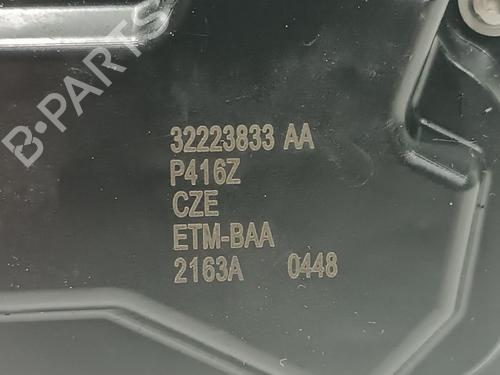 B-PARTS
32223833 AA
P416Z
CZE
ETM-BAA
2163A 0448